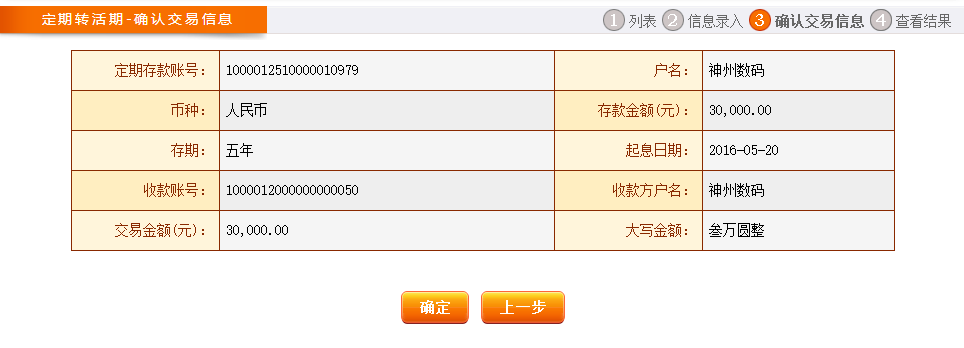 定期转活期-确认交易信息 1 列表 2 信息录入 3 确认交易信息 4 查看结果
定期存款账号： 1000012510000010979 户名： 神州数码
币种： 人民币 存款金额(元)： 30,000.00
存期： 五年 起息日期： 2016-05-20
收款账号： 1000012000000000050 收款方户名： 神州数码
交易金额(元)： 30,000.00 大写金额： 叁万圆整
确定 上一步